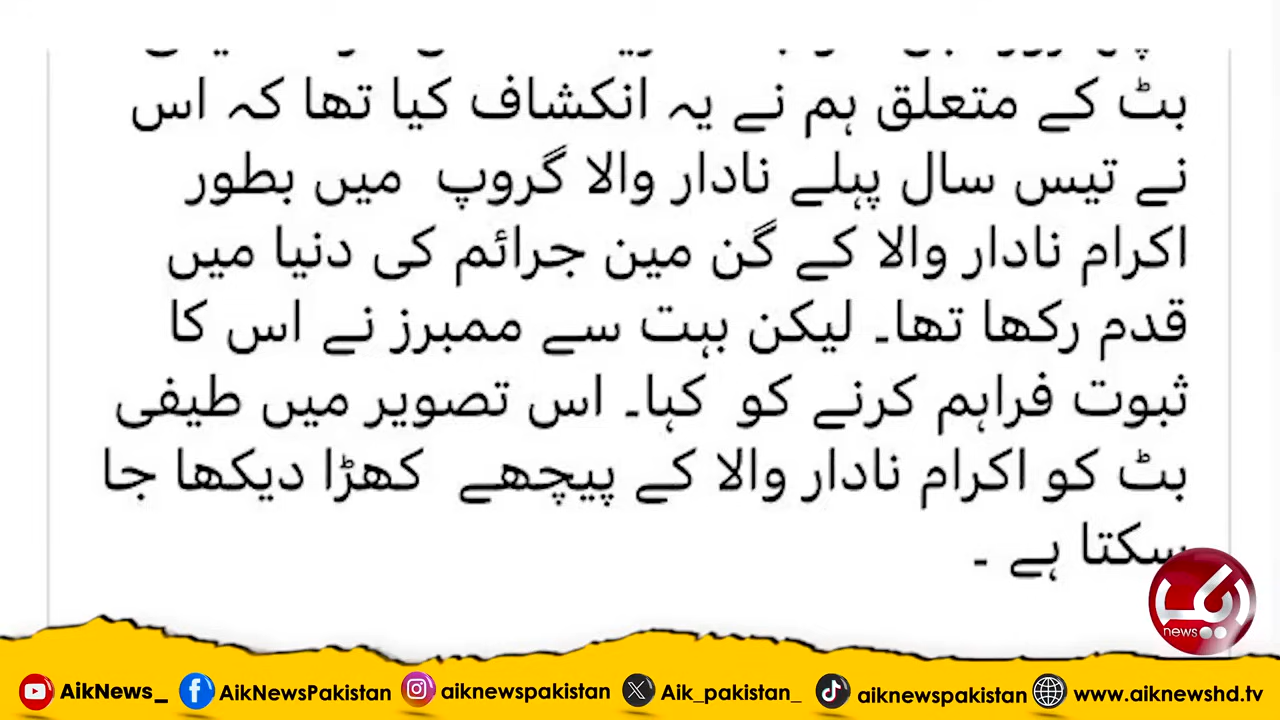 بٹ کے متعلق ہم نے یہ انکشاف کیا تھا کہ اس
نے تیس سال پہلے نادار والا گروپ میں بطور
اکرام نادار والا کے گن مین جرائم کی دنیا میں
قدم رکھا تھا۔ لیکن بہت سے ممبرز نے اس کا
ثبوت فراہم کرنے کو کہا۔ اس تصویر میں طیفی
بٹ کو اکرام نادار والا کے پیچھے کھڑا دیکھا جا
سکتا ہے ۔
ایک
news
AikNews_ AikNewsPakistan aiknewspakistan Aik_pakistan_ aiknewspakistan www.aiknewshd.tv